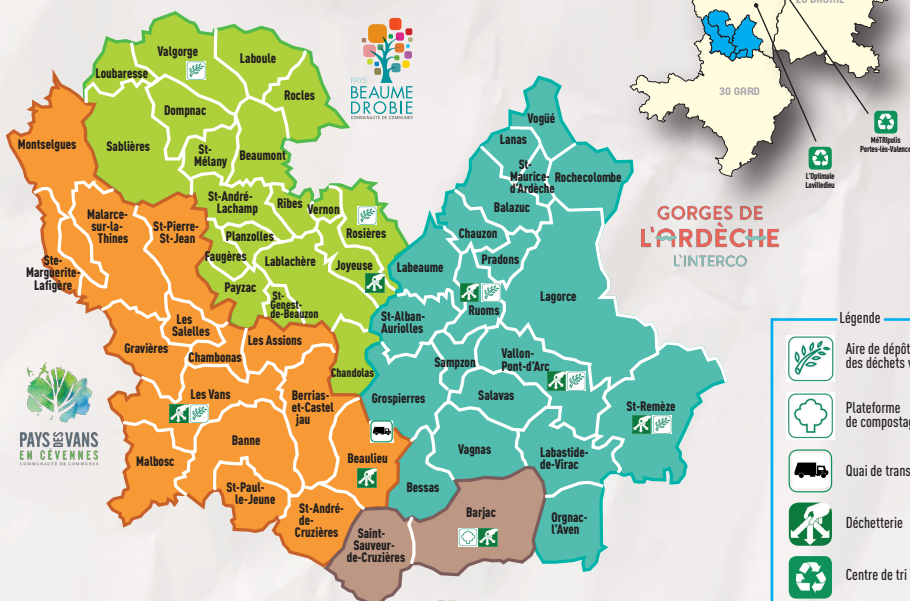 Valgorge
Laboule
Loubaresse
Rocles
Dompnac
Sablières
St-
Mélany
Beaumont
PAYS
BEAUME
DROBIE
COMMUNAUTÉ DE COMMUNES
Montselgues
St-André-
Lachamp
Ribes
Vernon
Rosières
Planzolles
Faugères
Lablachère
Joyeuse
Payzac
St-
Genest-
de-Beauzon
Chandolas
Malarce-
sur-la-
Thines
St-Pierre-
St-Jean
Ste-
Marguerite-
Lafigère
Les
Salelles
Gravières
Chambonas
Les Assions
Les Vans
Berrias-
et-Castel
jau
Banne
Beaulieu
Malbosc
St-Paul-
le-Jeune
St-André-
de-
Cruzières
PAYS DES VANS
EN CÉVENNES
COMMUNAUTÉ DE COMMUNES
Vogüé
Lanas
St-
Maurice-
d'Ardèche
Rochecolombe
Balazuc
Chauzon
Pradons
Labeaume
Lagorce
Ruoms
St-Alban-
Auriolles
Sampzon
Vallon-
Pont-d'Arc
Grospierres
Salavas
St-Remèze
Vagnas
Labastide-
de-Virac
Bessas
Orgnac-
l'Aven
Barjac
Saint-
Sauveur-
de-Cruzières
30 GARD
L'Optimale
Lavilledieu
MéTRIpolis
Portes-lès-Valence
GORGES DE
L'ARDÈCHE
L'INTERCO
Légende
Aire de dépôt
des déchets
Plateforme
de
Quai de
Déchetterie
Centre de tri